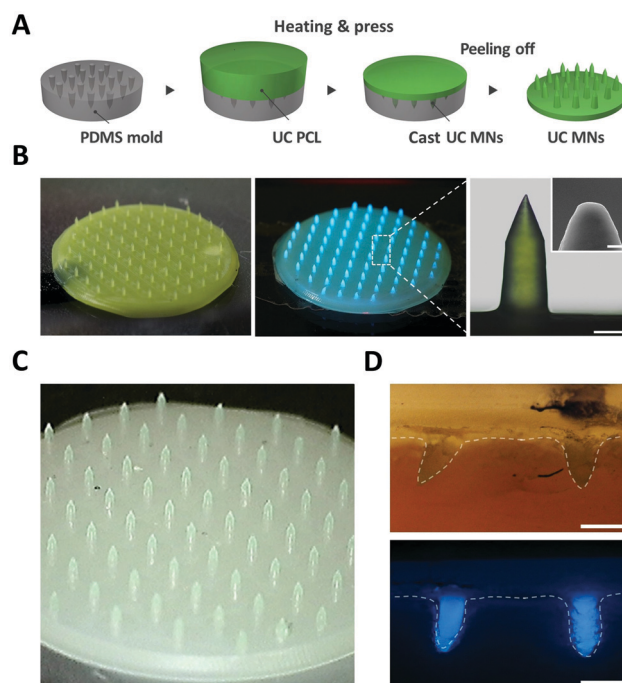 A
Heating & press
Peeling off
PDMS mold
UC PCL
Cast UC MNs
UC MNs
B
C
D